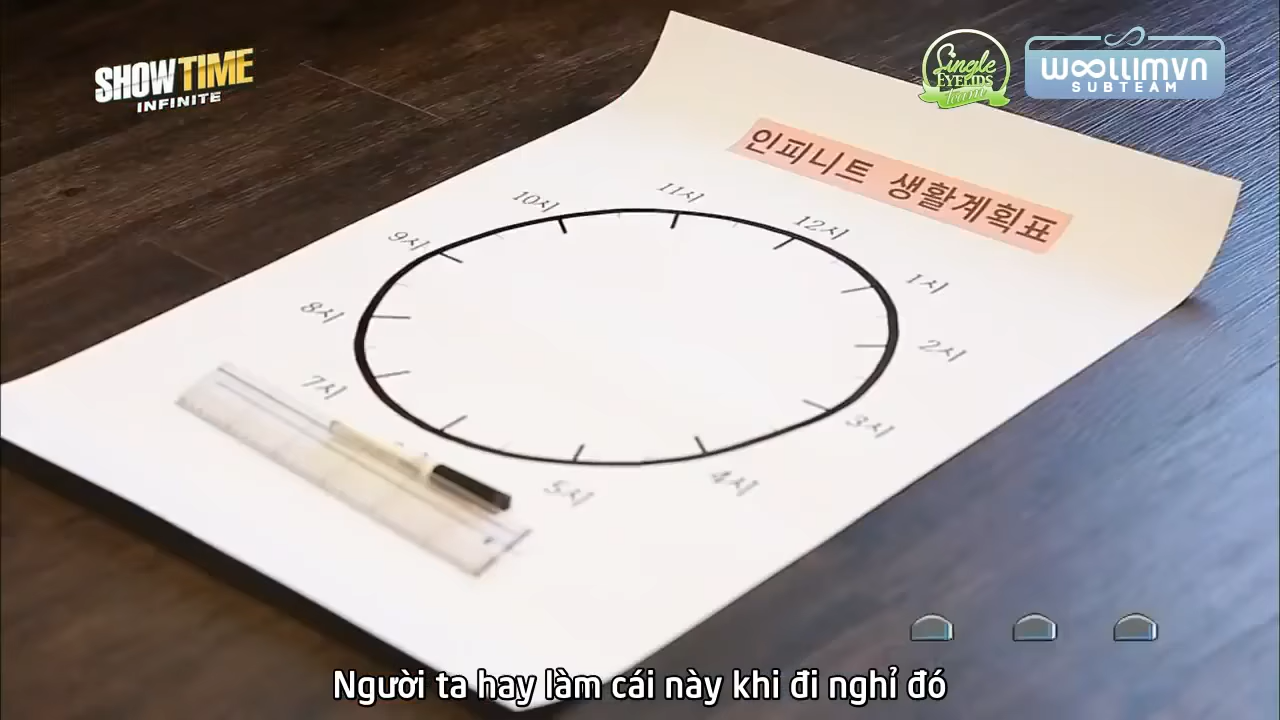 SHOWTIME
INFINITE
Single
EYELIDS
team
WOOLLIMVN
SUBTEAM
인피니트 생활계획표
11시
10시
12시
9시
1시
8시
2시
7시
3시
4시
5시
Người ta hay làm cái này khi đi nghỉ đó